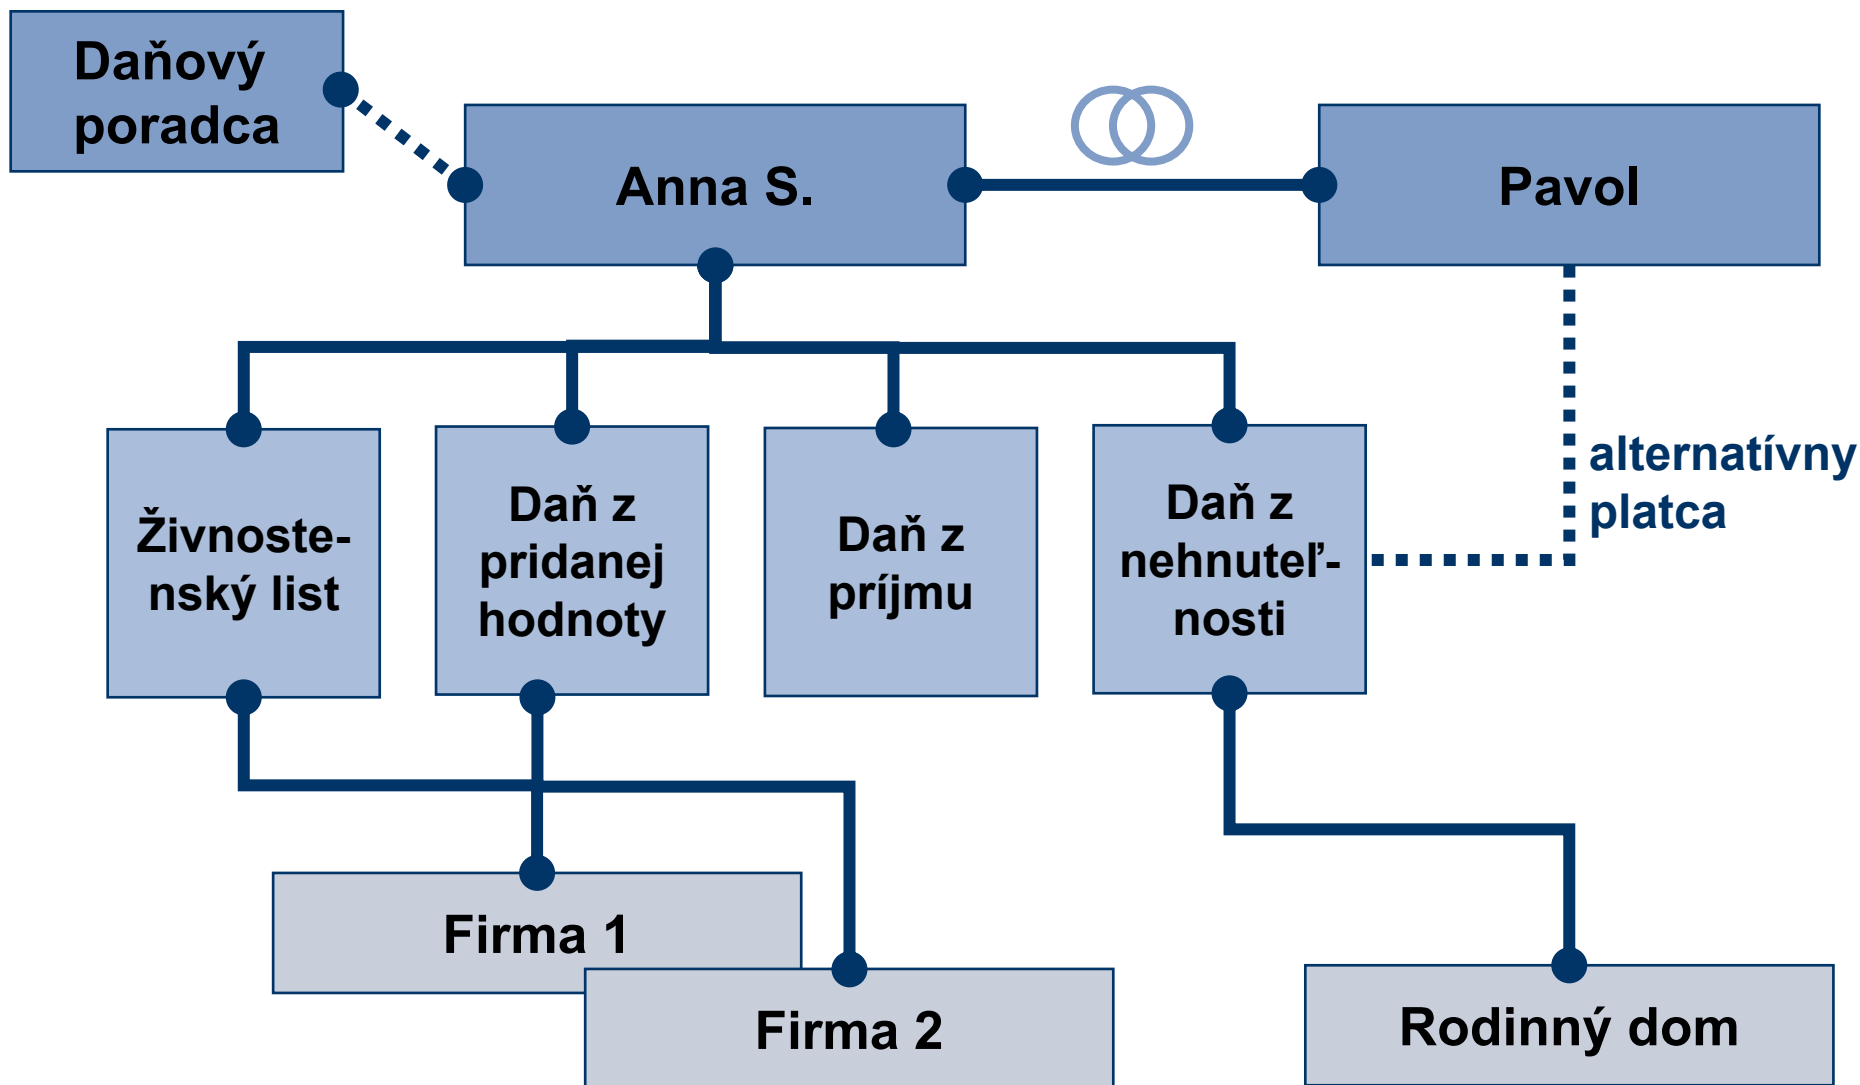 Daňový
poradca
Anna S.
Pavol
alternatívny
platca
Živnoste-
nský list
Daň z
pridanej
hodnoty
Daň z
príjmu
Daň z
nehnuteľ-
nosti
Firma 1
Firma 2
Rodinný dom